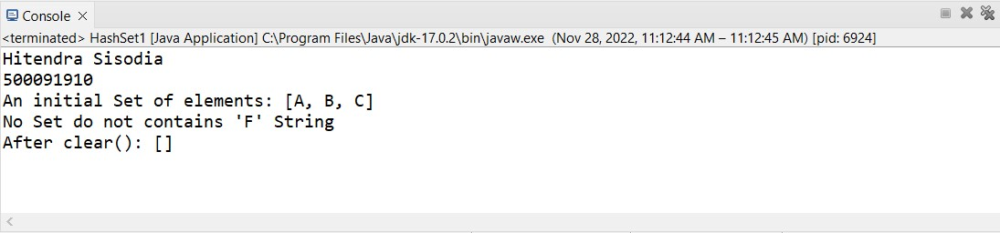 Console
<terminated> HashSet1 [Java Application] C:\Program Files\Java\jdk-17.0.2\bin\javaw.exe (Nov 28, 2022, 11:12:44 AM – 11:12:45 AM) [pid: 6924]
Hitendra Sisodia
500091910
An initial Set of elements: [A, B, C]
No Set do not contains 'F' String
After clear(): []